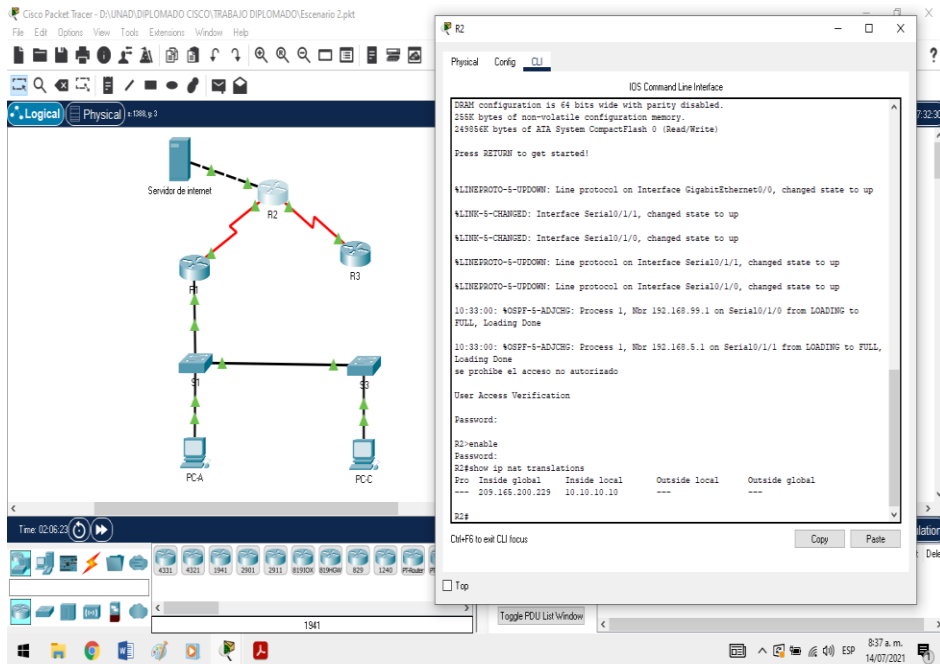 Cisco Packet Tracer - D:\UNAD\DIPLOMADO CISCO\TRABAJO DIPLOMADO\Escenario 2.pkt
File Edit Options View Tools Extensions Window Help
Logical
Physical x: 1388, y: 3
Servidor de internet
R2
R1
R3
S1
S3
PC-A
PC-C
Time: 02:06:23
4331 4321 1941 2901 2911 819IOX 819HGW 829 1240 PT-Router
1941
R2
Physical Config CLI
IOS Command Line Interface
DRAM configuration is 64 bits wide with parity disabled.
255K bytes of non-volatile configuration memory.
249856K bytes of ATA System CompactFlash 0 (Read/Write)
Press RETURN to get started!
%LINEPROTO-5-UPDOWN: Line protocol on Interface GigabitEthernet0/0, changed state to up
%LINK-5-CHANGED: Interface Serial0/1/1, changed state to up
%LINK-5-CHANGED: Interface Serial0/1/0, changed state to up
%LINEPROTO-5-UPDOWN: Line protocol on Interface Serial0/1/1, changed state to up
%LINEPROTO-5-UPDOWN: Line protocol on Interface Serial0/1/0, changed state to up
10:33:00: %OSPF-5-ADJCHG: Process 1, Nbr 192.168.99.1 on Serial0/1/0 from LOADING to
FULL, Loading Done
10:33:00: %OSPF-5-ADJCHG: Process 1, Nbr 192.168.5.1 on Serial0/1/1 from LOADING to FULL,
Loading Done
se prohibe el acceso no autorizado
User Access Verification
Password:
R2>enable
Password:
R2#show ip nat translations
Pro Inside global Inside local Outside local Outside global
--- 209.165.200.229 10.10.10.10 --- ---
R2#
Ctrl+F6 to exit CLI focus
Copy
Paste
Top
7:32:30
Toggle PDU List Window
ESP
8:37 a. m.
14/07/2021